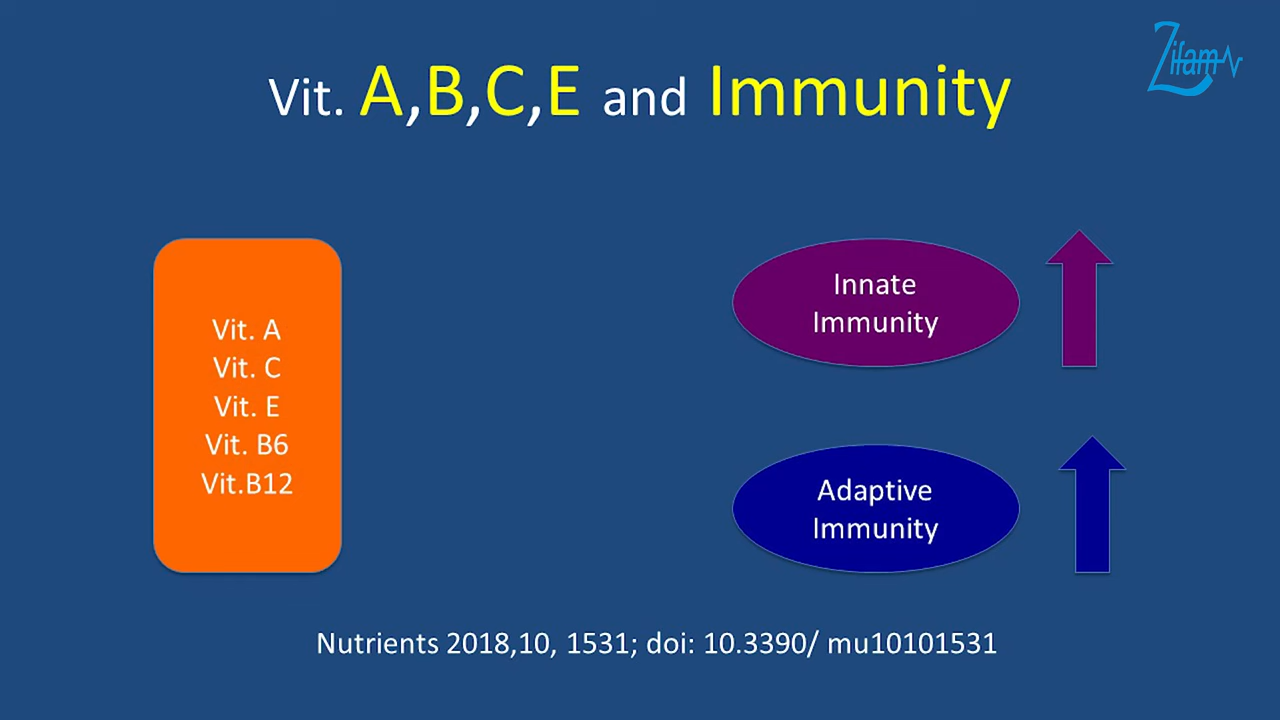 Vit. A,B,C,E and Immunity
Zifam
Vit. A
Vit. C
Vit. E
Vit. B6
Vit.B12
Innate
Immunity
Adaptive
Immunity
Nutrients 2018,10, 1531; doi: 10.3390/ mu10101531